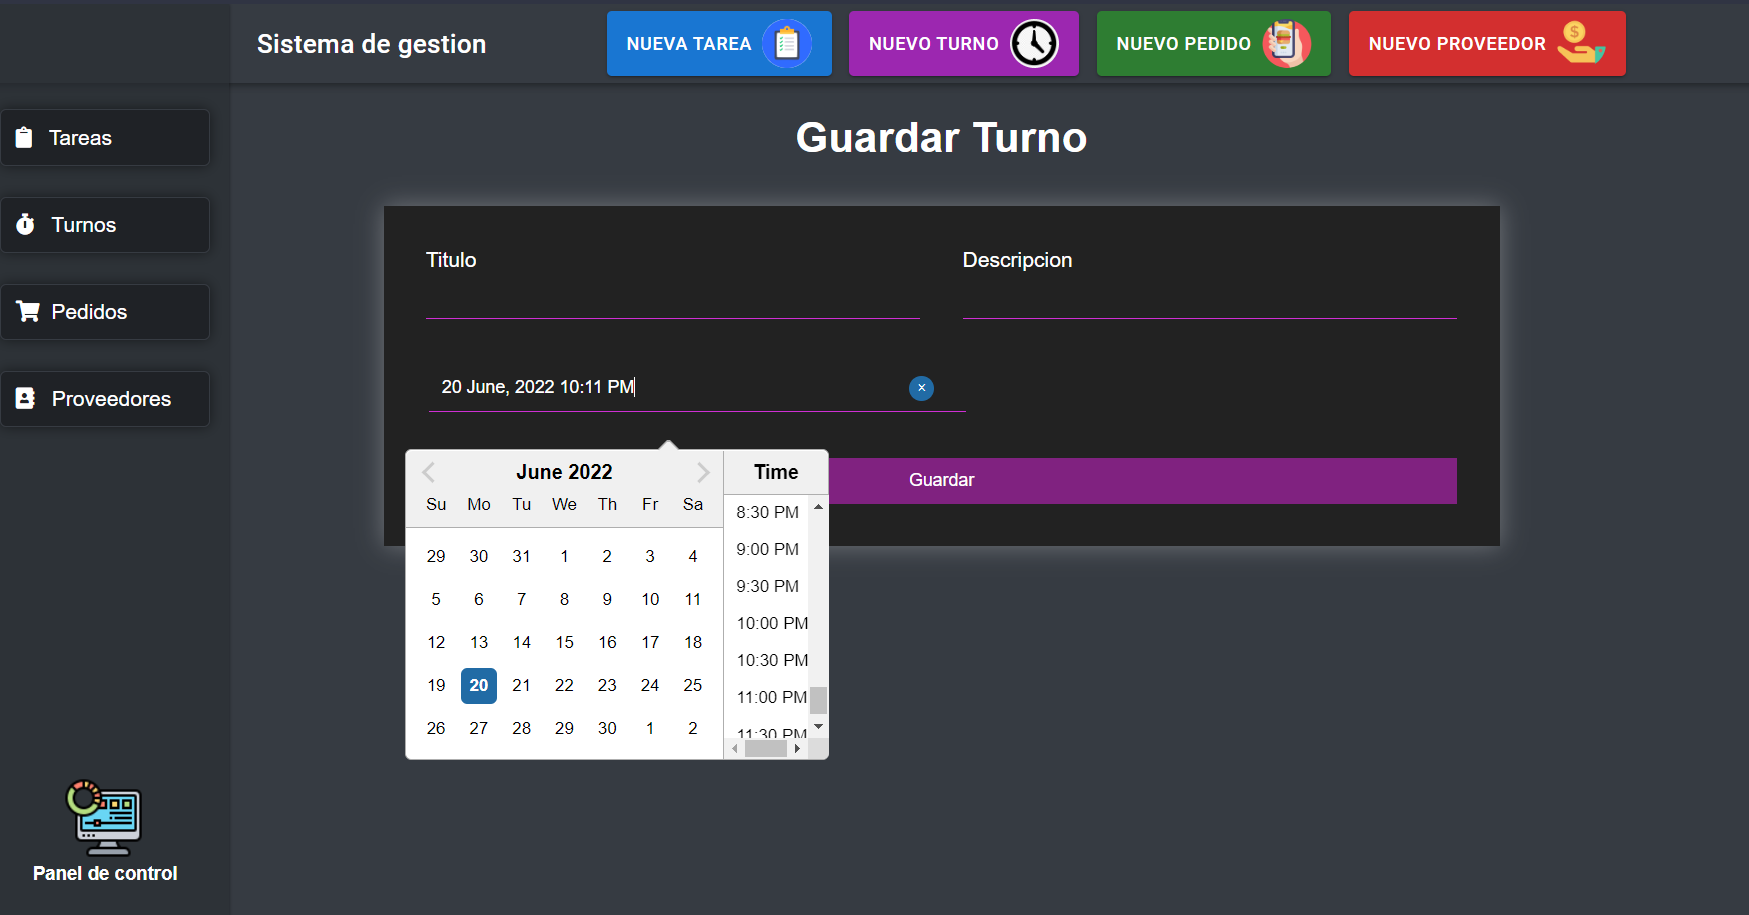 Sistema de gestion
NUEVA TAREA
NUEVO TURNO
NUEVO PEDIDO
NUEVO PROVEEDOR
Tareas
Turnos
Pedidos
Proveedores
Panel de control
Guardar Turno
Titulo
Descripcion
20 June, 2022 10:11 PM
×
Guardar
June 2022
Su Mo Tu We Th Fr Sa
29 30 31 1 2 3 4
5 6 7 8 9 10 11
12 13 14 15 16 17 18
19 20 21 22 23 24 25
26 27 28 29 30 1 2
Time
8:30 PM
9:00 PM
9:30 PM
10:00 PM
10:30 PM
11:00 PM
11:30 PM